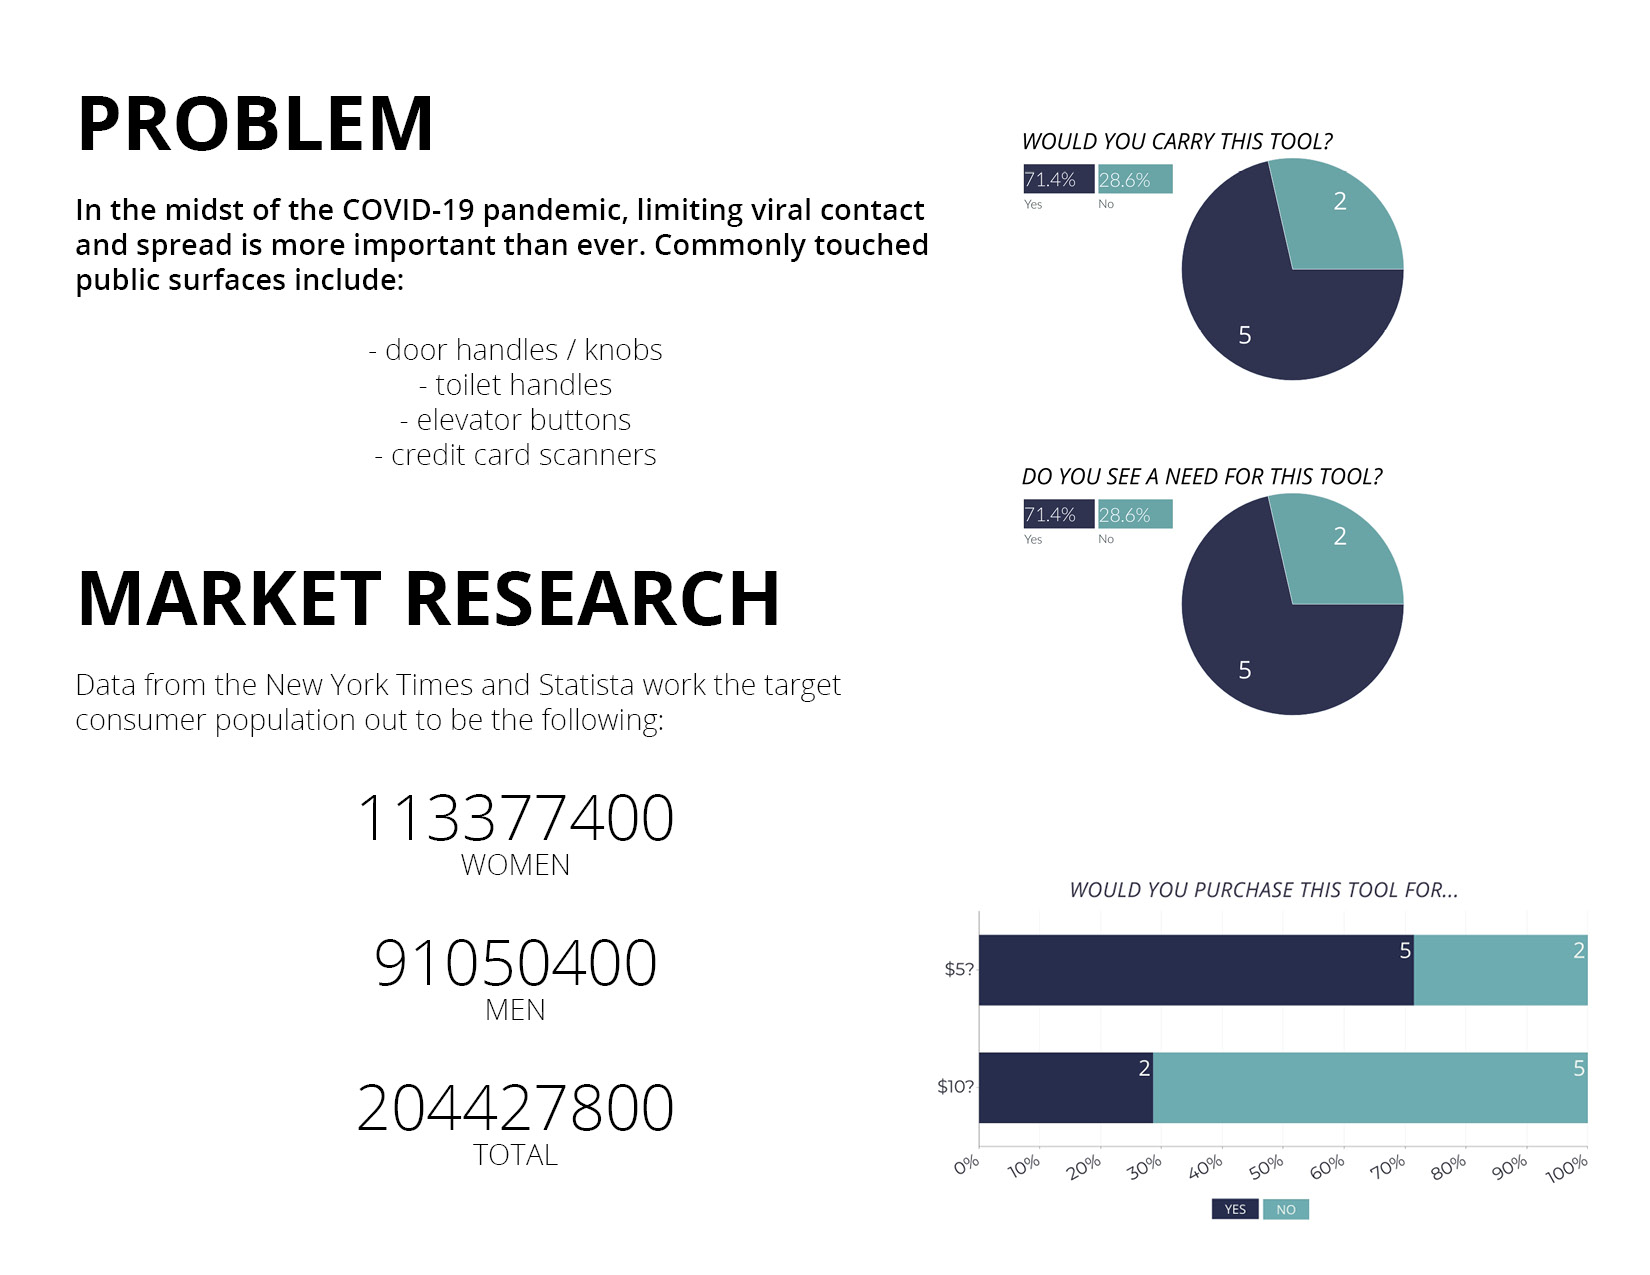 PROBLEM
In the midst of the COVID-19 pandemic, limiting viral contact
and spread is more important than ever. Commonly touched
public surfaces include:
- door handles / knobs
- toilet handles
- elevator buttons
- credit card scanners
MARKET RESEARCH
Data from the New York Times and Statista work the target
consumer population out to be the following:
113377400
WOMEN
91050400
MEN
204427800
TOTAL
WOULD YOU CARRY THIS TOOL?
71.4% 28.6%
Yes No
2
5
DO YOU SEE A NEED FOR THIS TOOL?
71.4% 28.6%
Yes No
2
5
WOULD YOU PURCHASE THIS TOOL FOR...
$5? 5 2
$10? 2 5
0% 10% 20% 30% 40% 50% 60% 70% 80% 90% 100%
YES NO